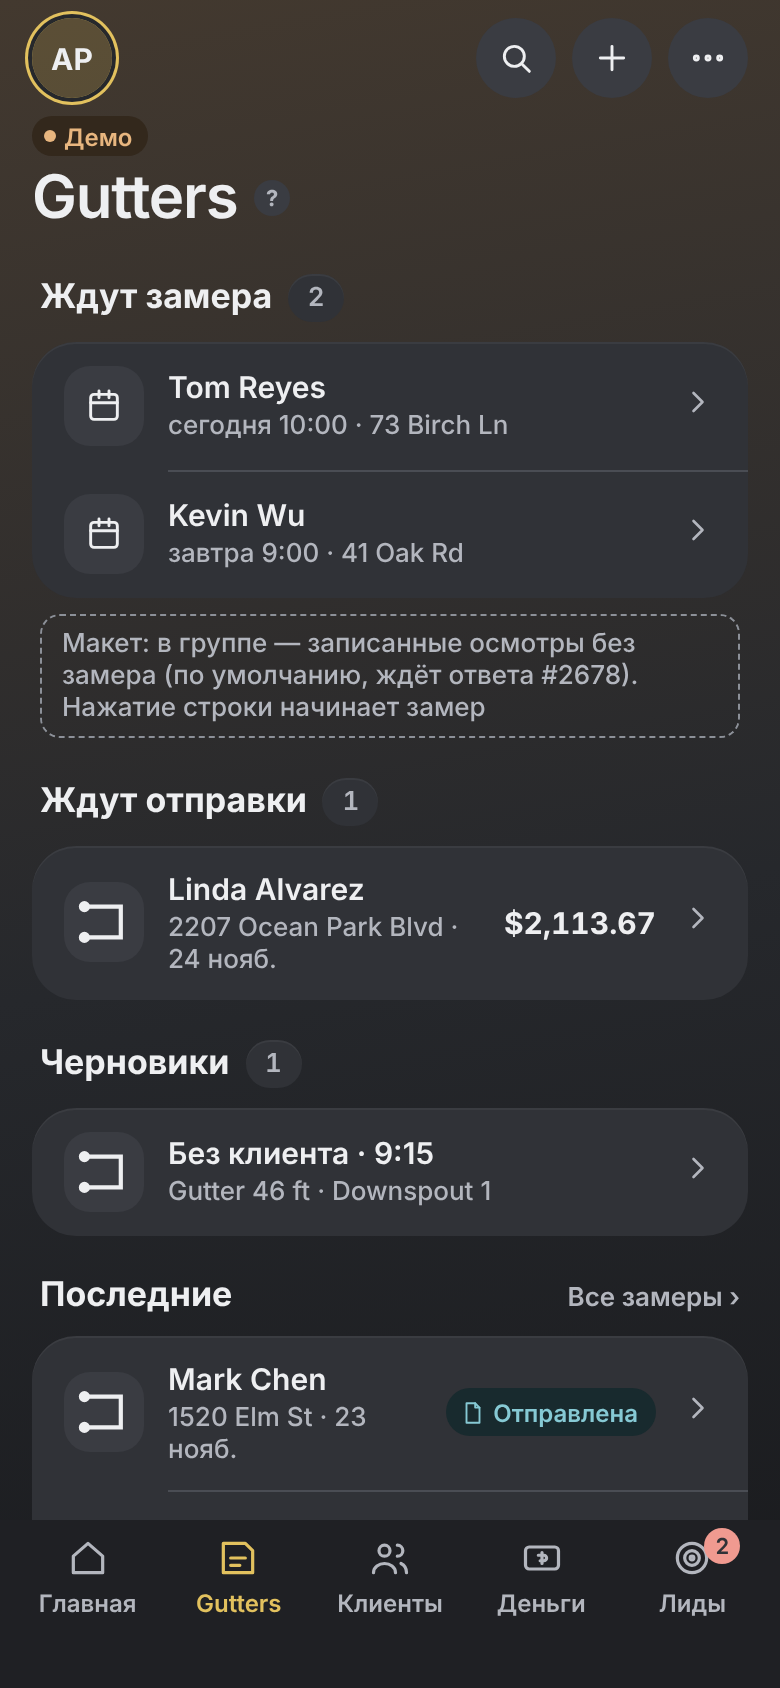 AP
Демо
Gutters ?
Ждут замера 2
Tom Reyes
сегодня 10:00 · 73 Birch Ln
Kevin Wu
завтра 9:00 · 41 Oak Rd
Макет: в группе — записанные осмотры без
замера (по умолчанию, ждёт ответа #2678).
Нажатие строки начинает замер
Ждут отправки 1
Linda Alvarez
2207 Ocean Park Blvd ·
24 нояб.
$2,113.67
Черновики 1
Без клиента · 9:15
Gutter 46 ft · Downspout 1
Последние
Все замеры ›
Mark Chen
1520 Elm St · 23
нояб.
Отправлена
Главная
Gutters
Клиенты
Деньги
2
Лиды